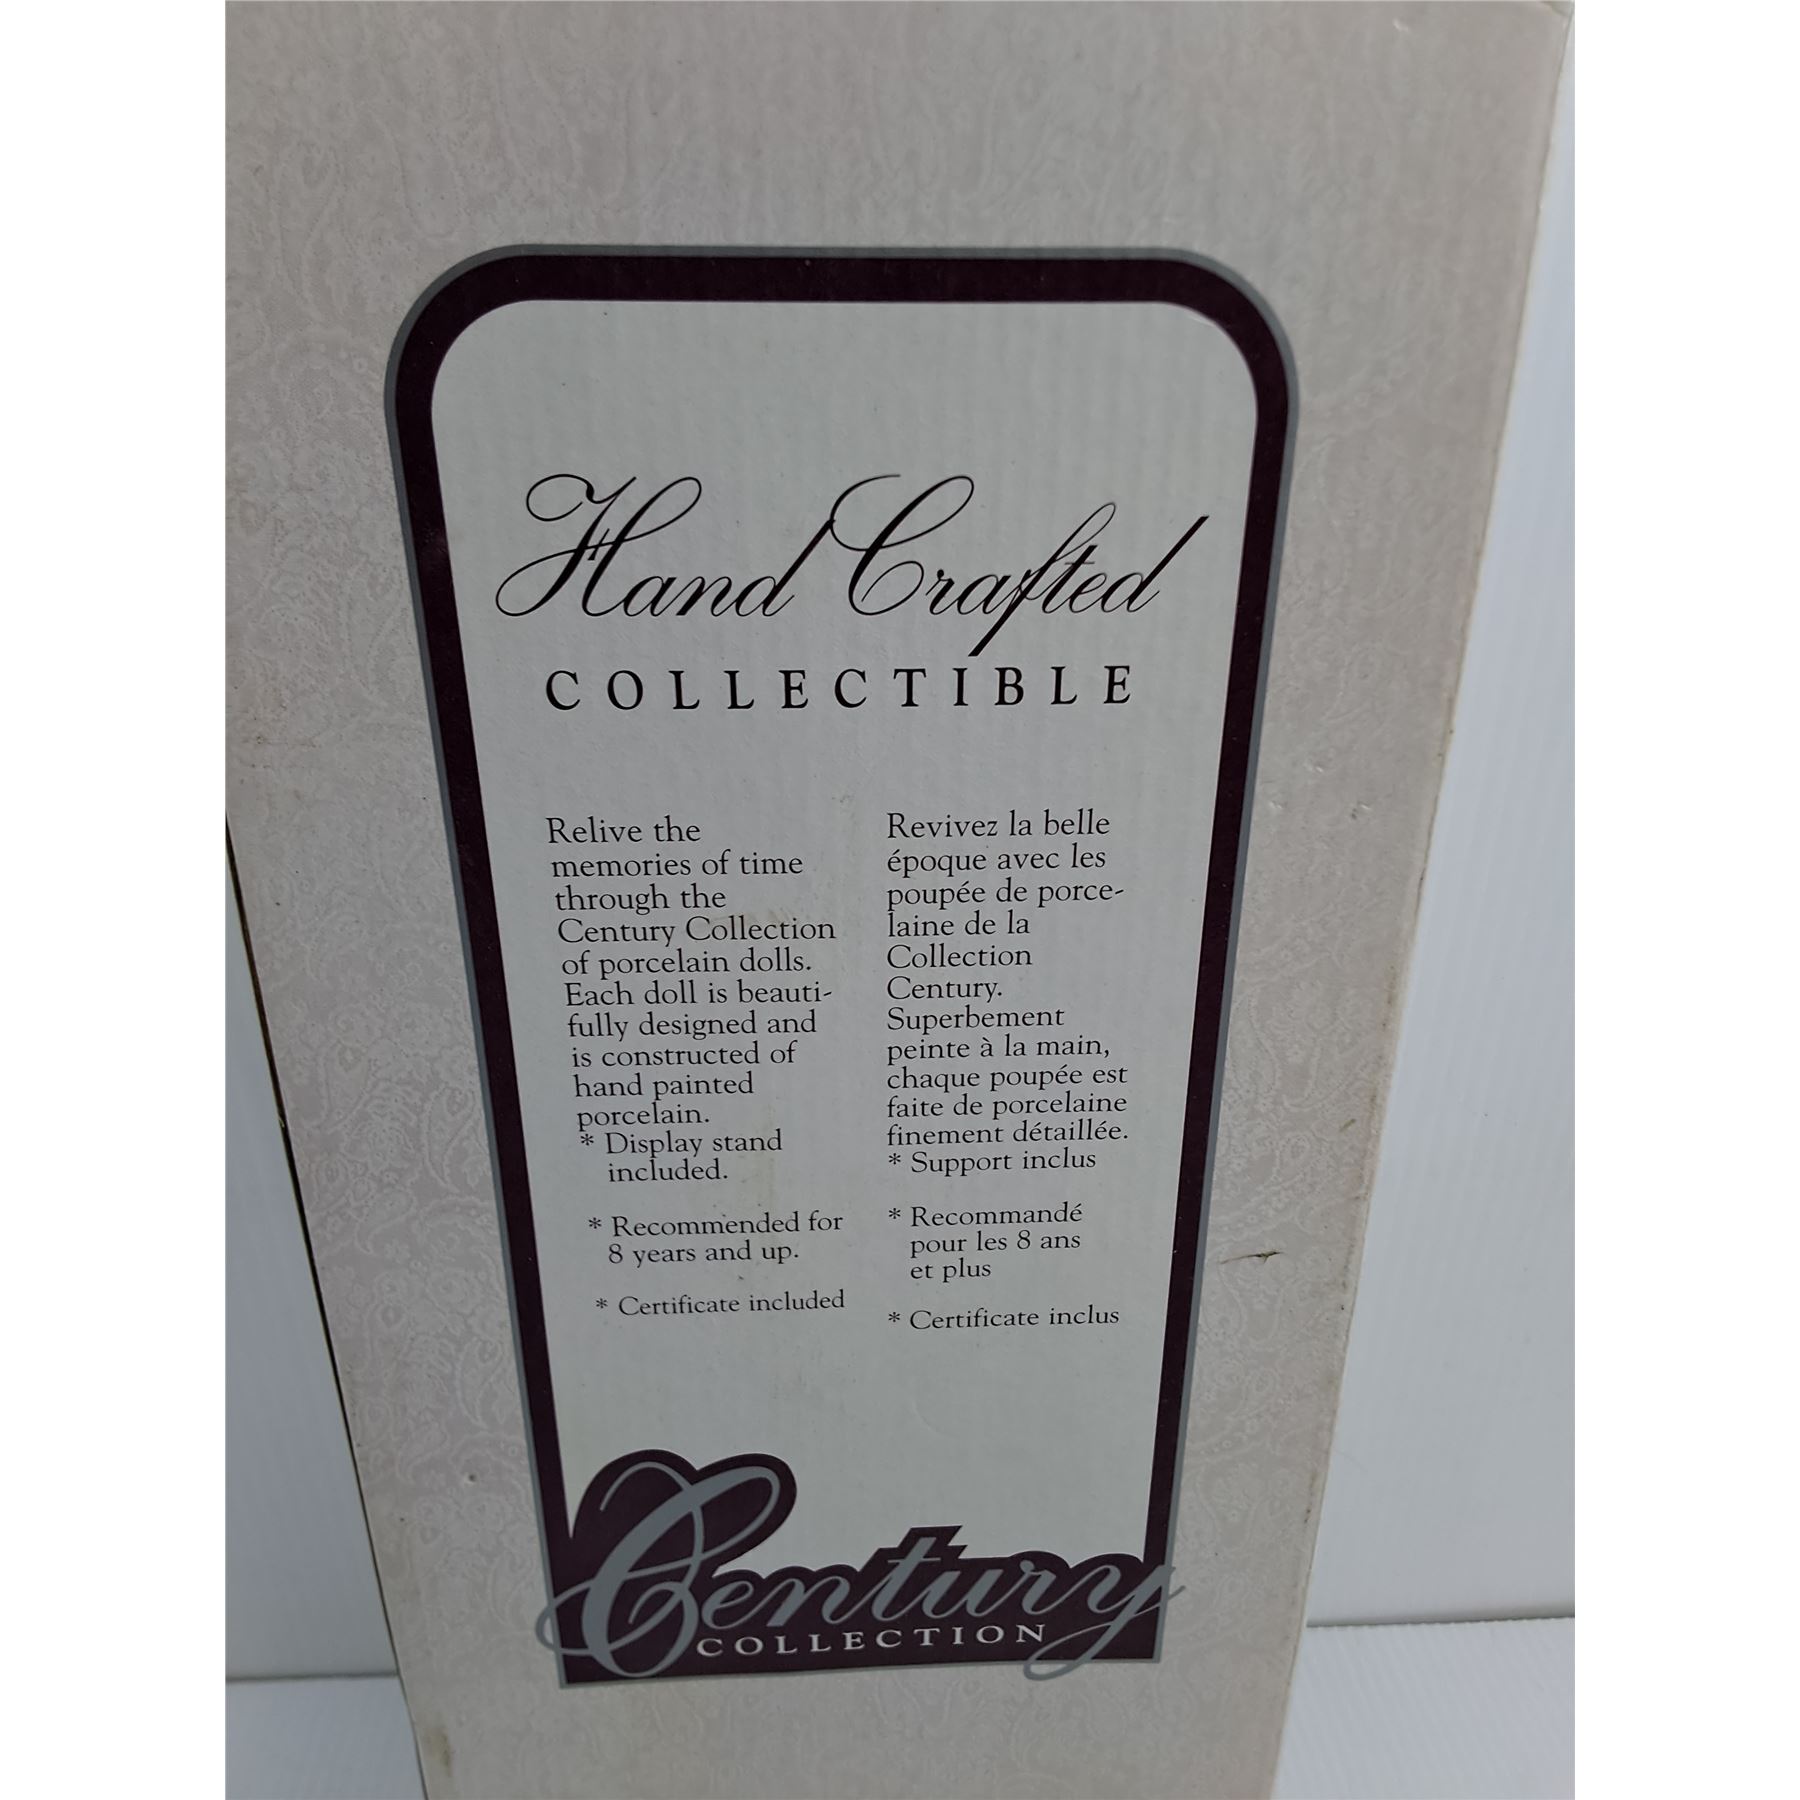 Hand Crafted
COLLECTIBLE
Relive the
memories of time
through the
Century Collection
of porcelain dolls.
Each doll is beauti-
fully designed and
is constructed of
hand painted
porcelain.
* Display stand
included.
* Recommended for
8 years and up.
* Certificate included
Revivez la belle
époque avec les
poupée de porce-
laine de la
Collection
Century.
Superbement
peinte à la main,
chaque poupée est
faite de porcelaine
finement détaillée.
* Support inclus
* Recommandé
pour les 8 ans
et plus
* Certificate inclus
Century
COLLECTION